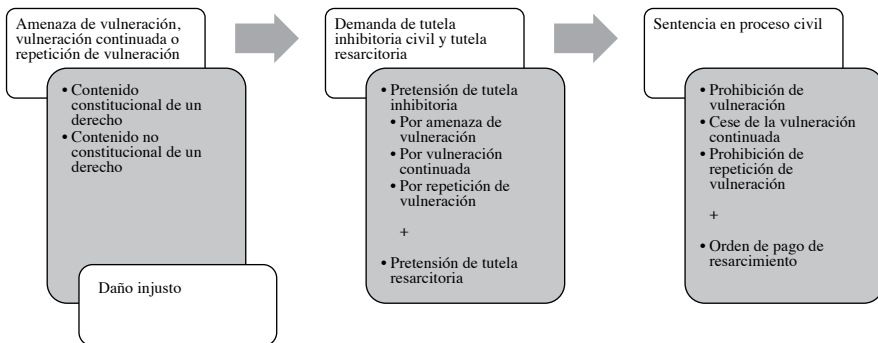 Amenaza de vulneración,
vulneración continuada o
repetición de vulneración
• Contenido
constitucional de un
derecho
• Contenido no
constitucional de un
derecho
Daño injusto
Demanda de tutela
inhibitoria civil y tutela
resarcitoria
• Pretensión de tutela
inhibitoria
• Por amenaza de
vulneración
• Por vulneración
continuada
• Por repetición de
vulneración
+
• Pretensión de tutela
resarcitoria
Sentencia en proceso civil
• Prohibición de
vulneración
• Cese de la vulneración
continuada
• Prohibición de
repetición de
vulneración
+
• Orden de pago de
resarcimiento